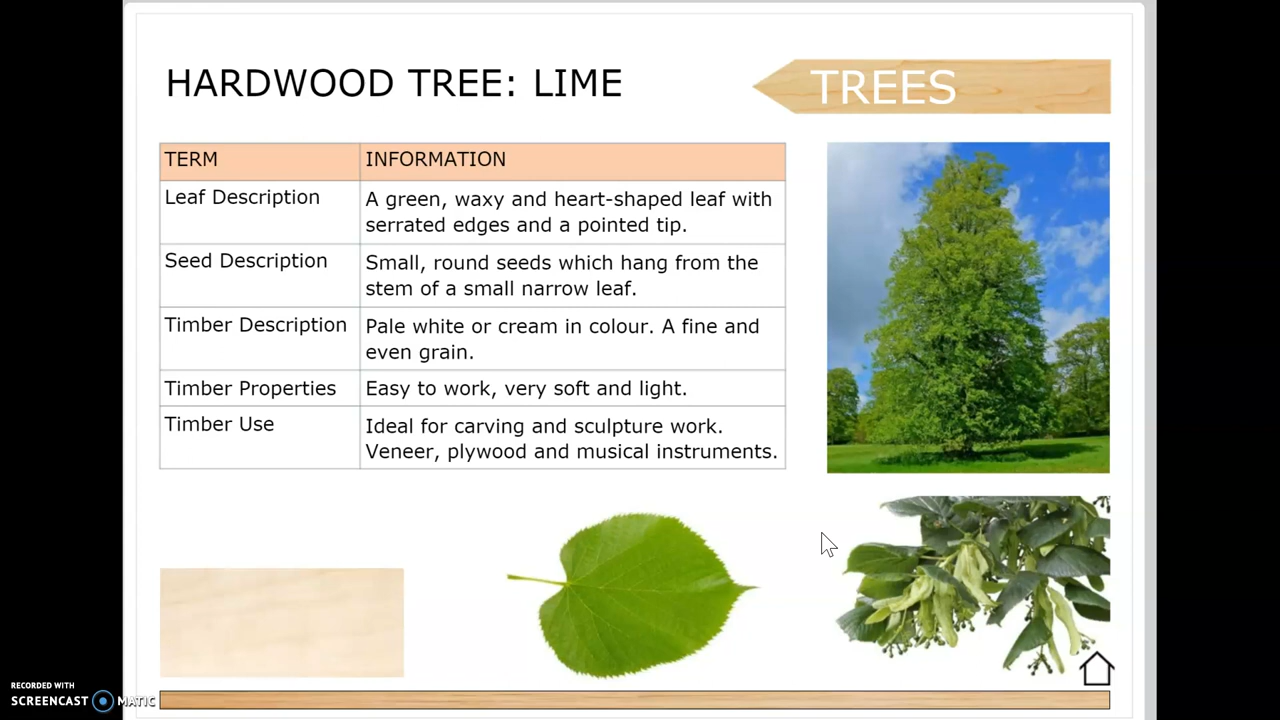 HARDWOOD TREE: LIME
TREES
TERM
INFORMATION
Leaf Description
A green, waxy and heart-shaped leaf with
serrated edges and a pointed tip.
Seed Description
Small, round seeds which hang from the
stem of a small narrow leaf.
Timber Description
Pale white or cream in colour. A fine and
even grain.
Timber Properties
Easy to work, very soft and light.
Timber Use
Ideal for carving and sculpture work.
Veneer, plywood and musical instruments.
RECORDED WITH
SCREENCAST MATIC